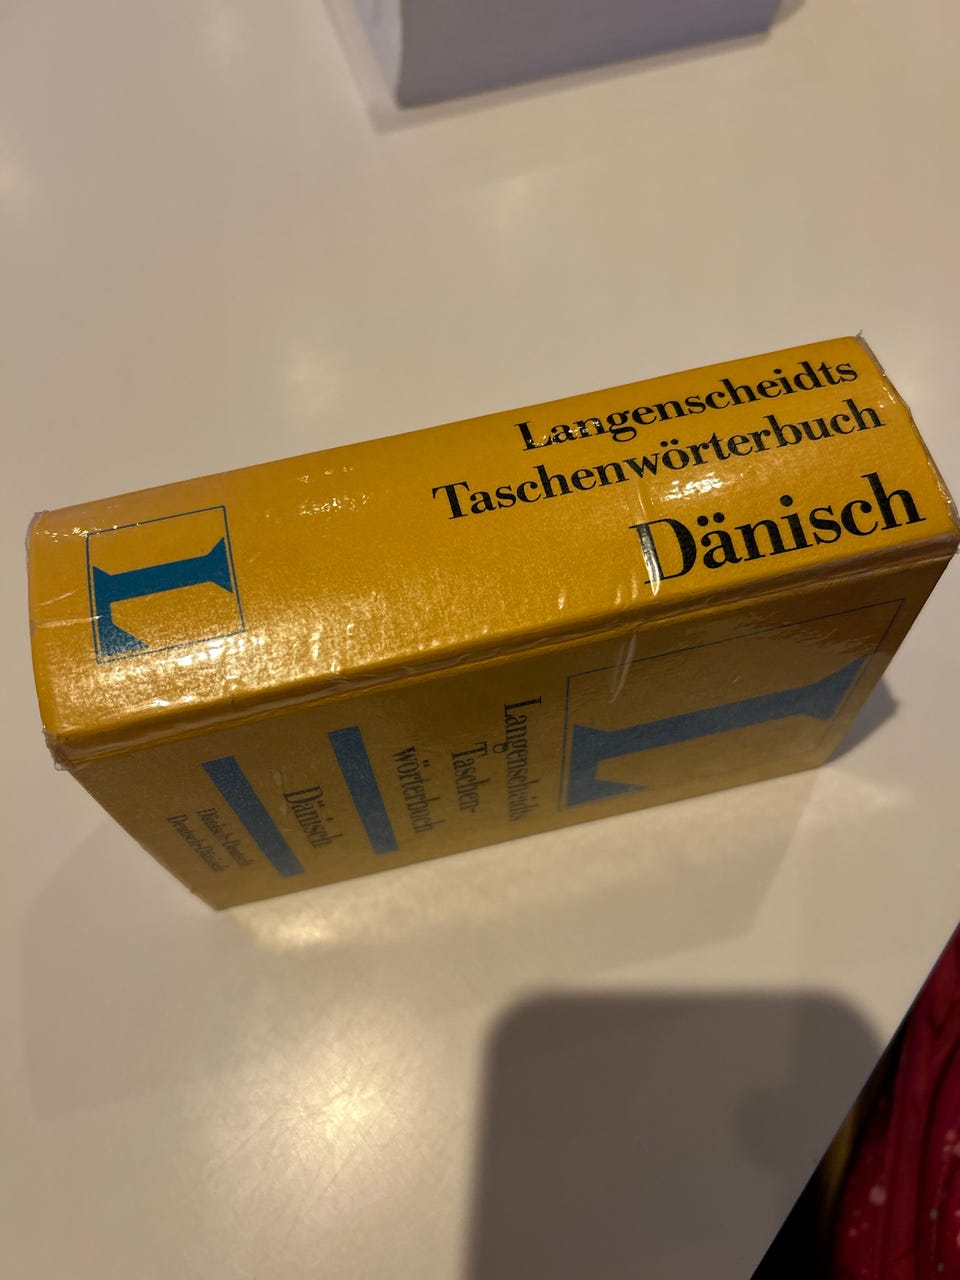 Langenscheidts
Taschenwörterbuch
Dänisch
L
L
Langenscheidts
Taschen-
wörterbuch
Dänisch
Dänisch-Deutsch
Deutsch-Dänisch